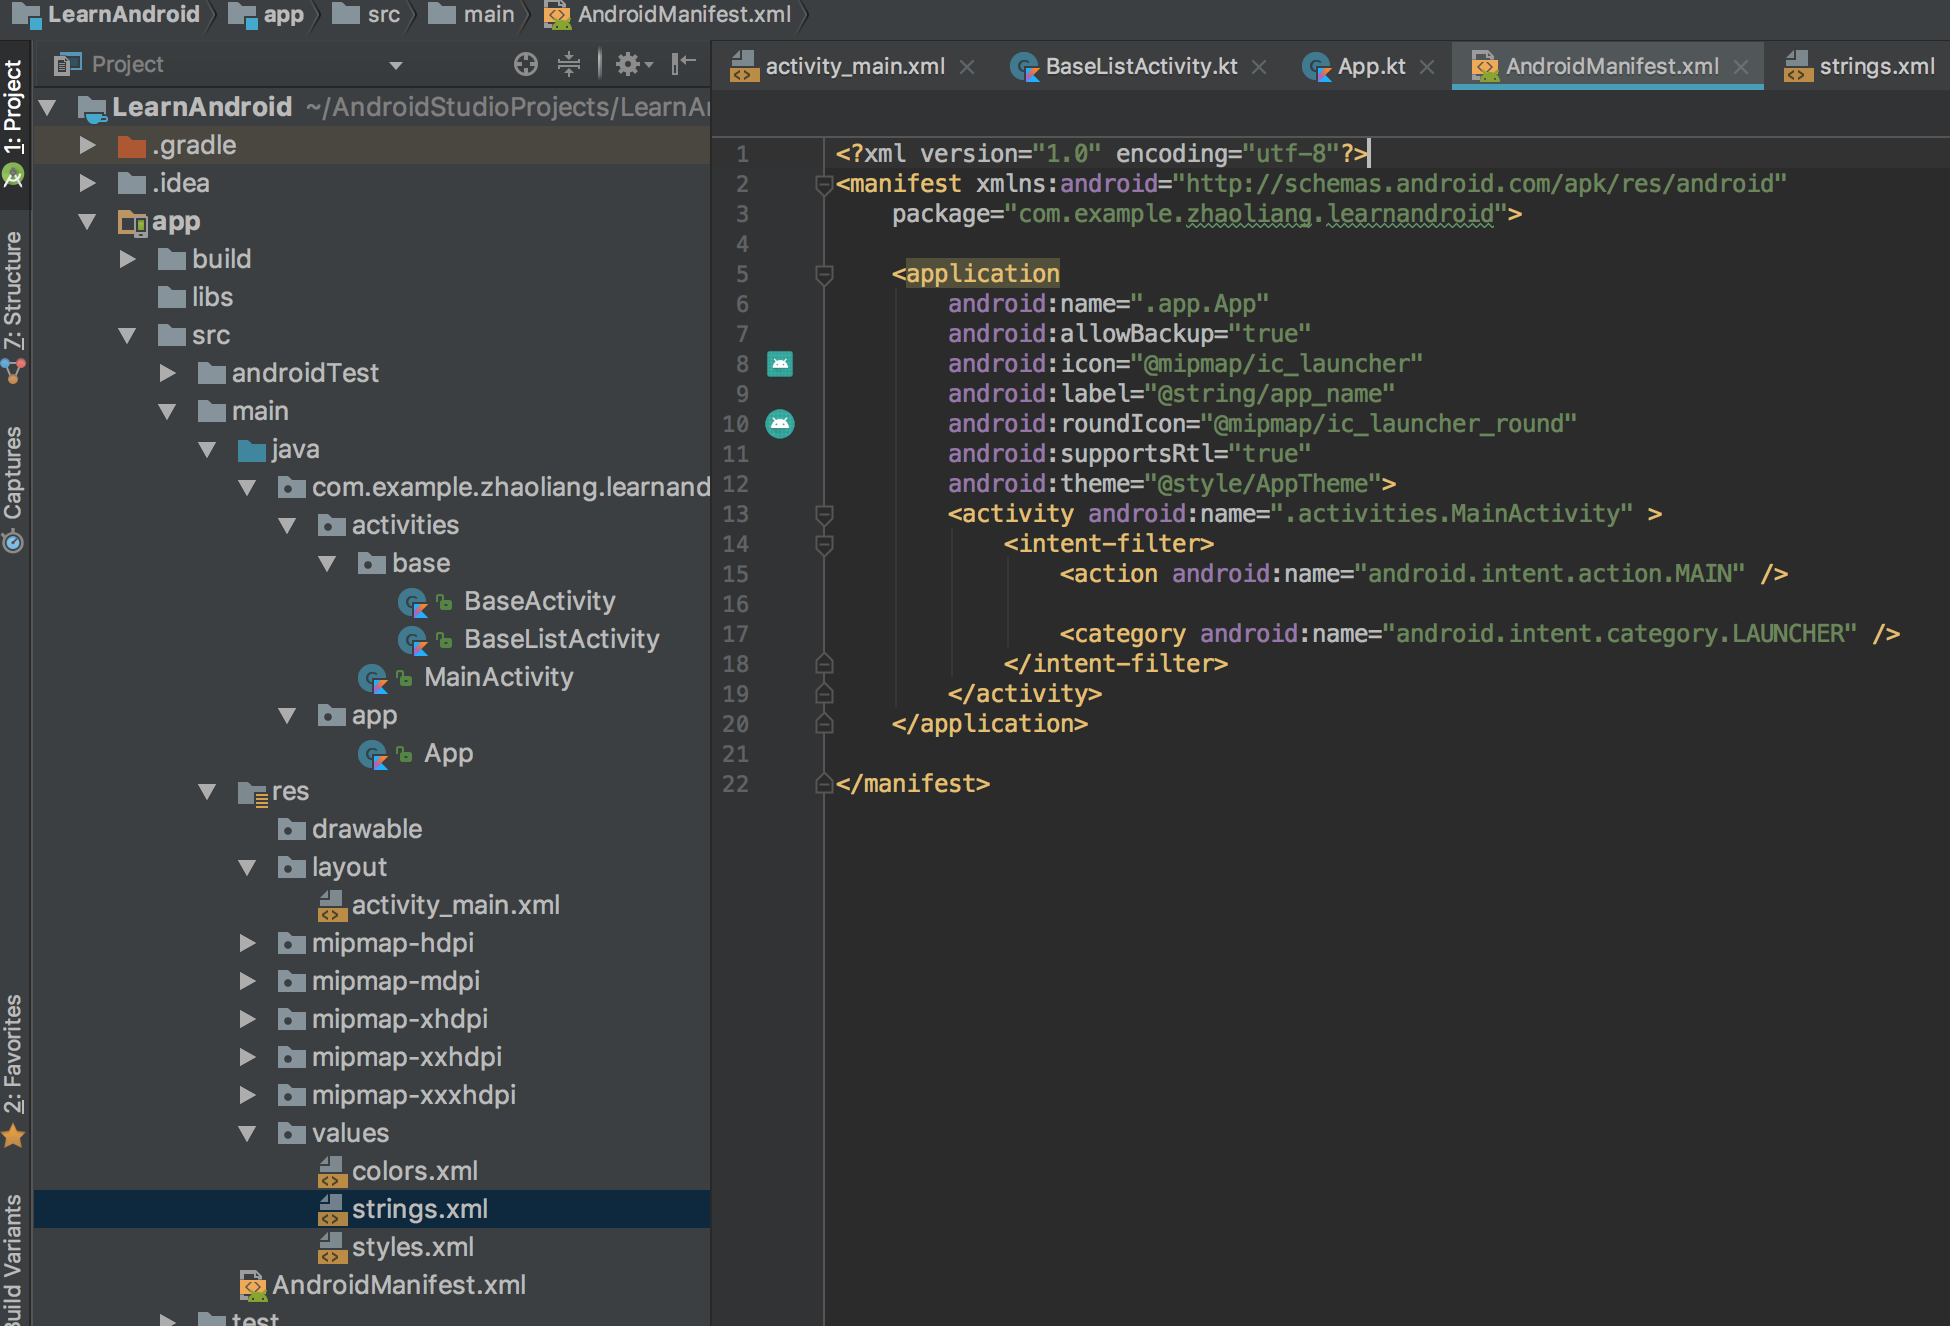 LearnAndroid app src main AndroidManifest.xml
Project
activity_main.xml BaseListActivity.kt App.kt AndroidManifest.xml strings.xml
1: Project
7: Structure
Captures
2: Favorites
Build Variants
LearnAndroid ~/AndroidStudioProjects/LearnAn
.gradle
.idea
app
build
libs
src
androidTest
main
java
com.example.zhaoliang.learnand
activities
base
BaseActivity
BaseListActivity
MainActivity
app
App
res
drawable
layout
activity_main.xml
mipmap-hdpi
mipmap-mdpi
mipmap-xhdpi
mipmap-xxhdpi
mipmap-xxxhdpi
values
colors.xml
strings.xml
styles.xml
AndroidManifest.xml
test
1 <?xml version="1.0" encoding="utf-8"?>
2 <manifest xmlns:android="http://schemas.android.com/apk/res/android"
3 package="com.example.zhaoliang.learnandroid">
4
5 <application
6 android:name=".app.App"
7 android:allowBackup="true"
8 android:icon="@mipmap/ic_launcher"
9 android:label="@string/app_name"
10 android:roundIcon="@mipmap/ic_launcher_round"
11 android:supportsRtl="true"
12 android:theme="@style/AppTheme">
13 <activity android:name=".activities.MainActivity" >
14 <intent-filter>
15 <action android:name="android.intent.action.MAIN" />
16
17 <category android:name="android.intent.category.LAUNCHER" />
18 </intent-filter>
19 </activity>
20 </application>
21
22 </manifest>